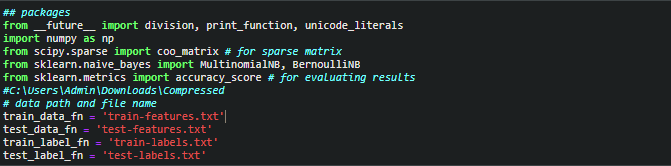 ## packages
from __future__ import division, print_function, unicode_literals
import numpy as np
from scipy.sparse import coo_matrix # for sparse matrix
from sklearn.naive_bayes import MultinomialNB, BernoulliNB
from sklearn.metrics import accuracy_score # for evaluating results
#C:\Users\Admin\Downloads\Compressed
# data path and file name
train_data_fn = 'train-features.txt'
test_data_fn = 'test-features.txt'
train_label_fn = 'train-labels.txt'
test_label_fn = 'test-labels.txt'